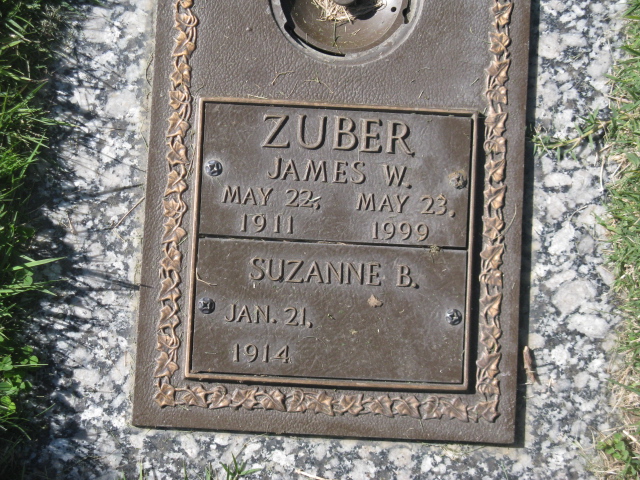 ZUBER
JAMES W.
MAY 22, MAY 23,
1911 1999
SUZANNE B.
JAN. 21,
1914